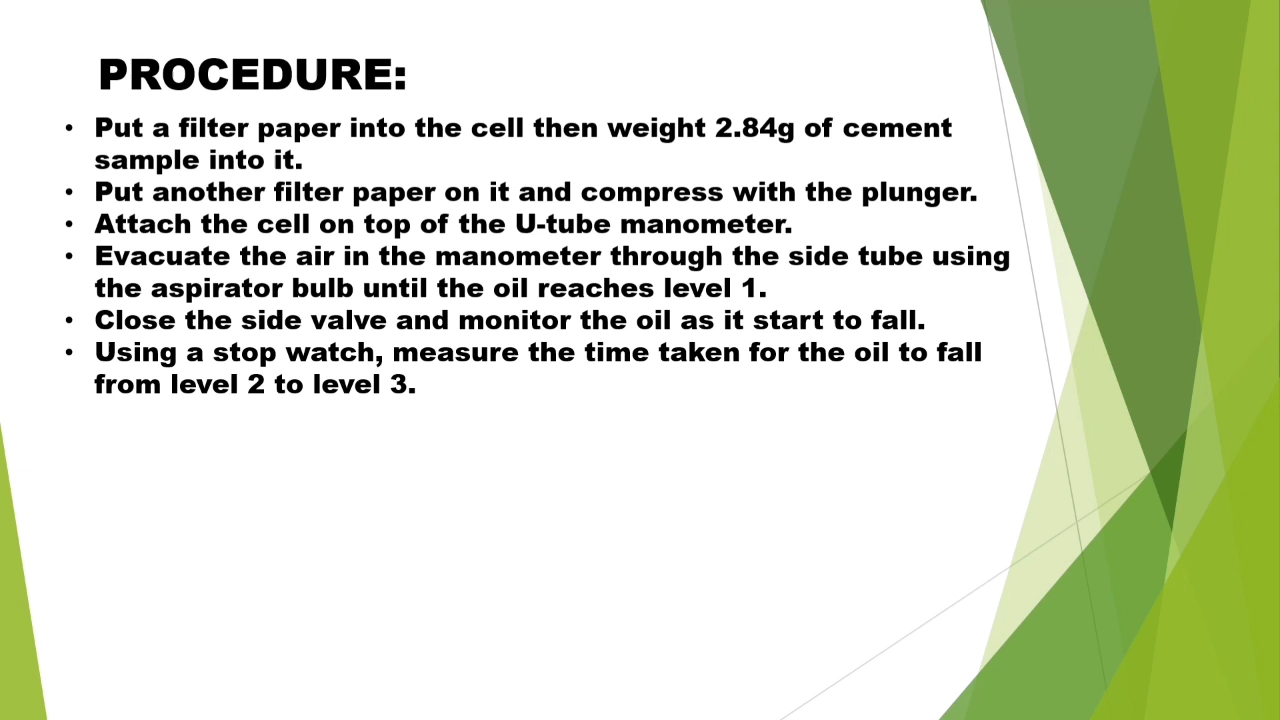 PROCEDURE:
• Put a filter paper into the cell then weight 2.84g of cement
sample into it.
• Put another filter paper on it and compress with the plunger.
• Attach the cell on top of the U-tube manometer.
• Evacuate the air in the manometer through the side tube using
the aspirator bulb until the oil reaches level 1.
• Close the side valve and monitor the oil as it start to fall.
• Using a stop watch, measure the time taken for the oil to fall
from level 2 to level 3.